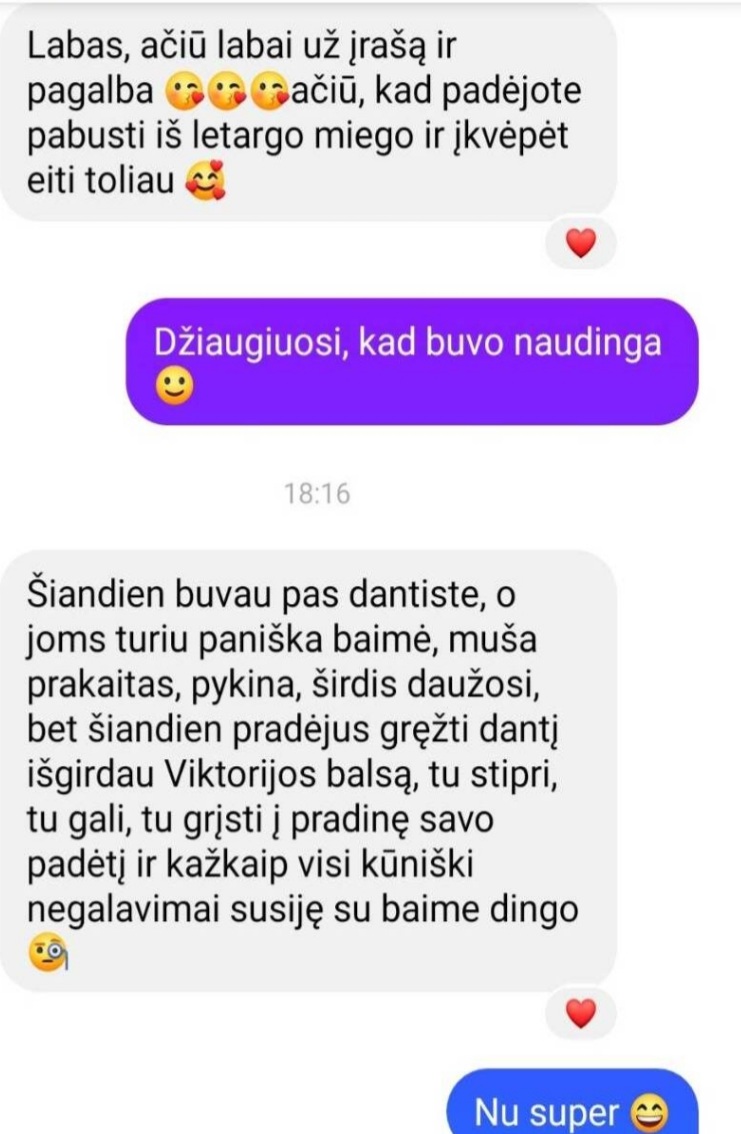 Labas, ačiū labai už įrašą ir
pagalba 😘😘😘ačiū, kad padėjote
pabusti iš letargo miego ir įkvėpėt
eiti toliau 🥰
❤️
Džiaugiuosi, kad buvo naudinga
🙂
18:16
Šiandien buvau pas dantiste, o
joms turiu paniška baimė, muša
prakaitas, pykina, širdis daužosi,
bet šiandien pradėjus gręžti dantį
išgirdau Viktorijos balsą, tu stipri,
tu gali, tu grįsti į pradinę savo
padėtį ir kažkaip visi kūniški
negalavimai susiję su baime dingo
🧐
❤️
Nu super 😄